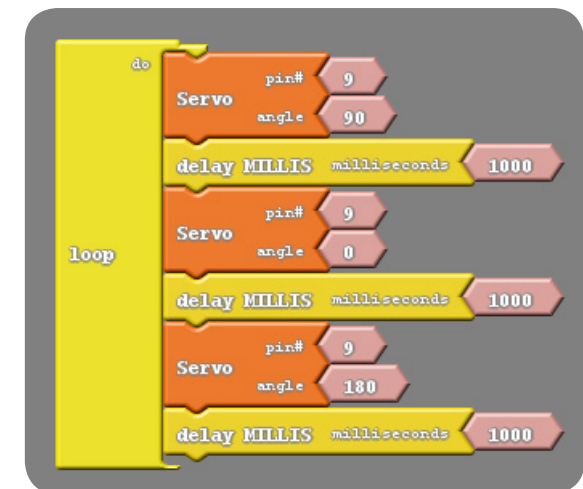 do
pin# 9
Servo
angle 90
delay MILLIS milliseconds 1000
pin# 9
Servo
angle 0
loop
delay MILLIS milliseconds 1000
pin# 9
Servo
angle 180
delay MILLIS milliseconds 1000